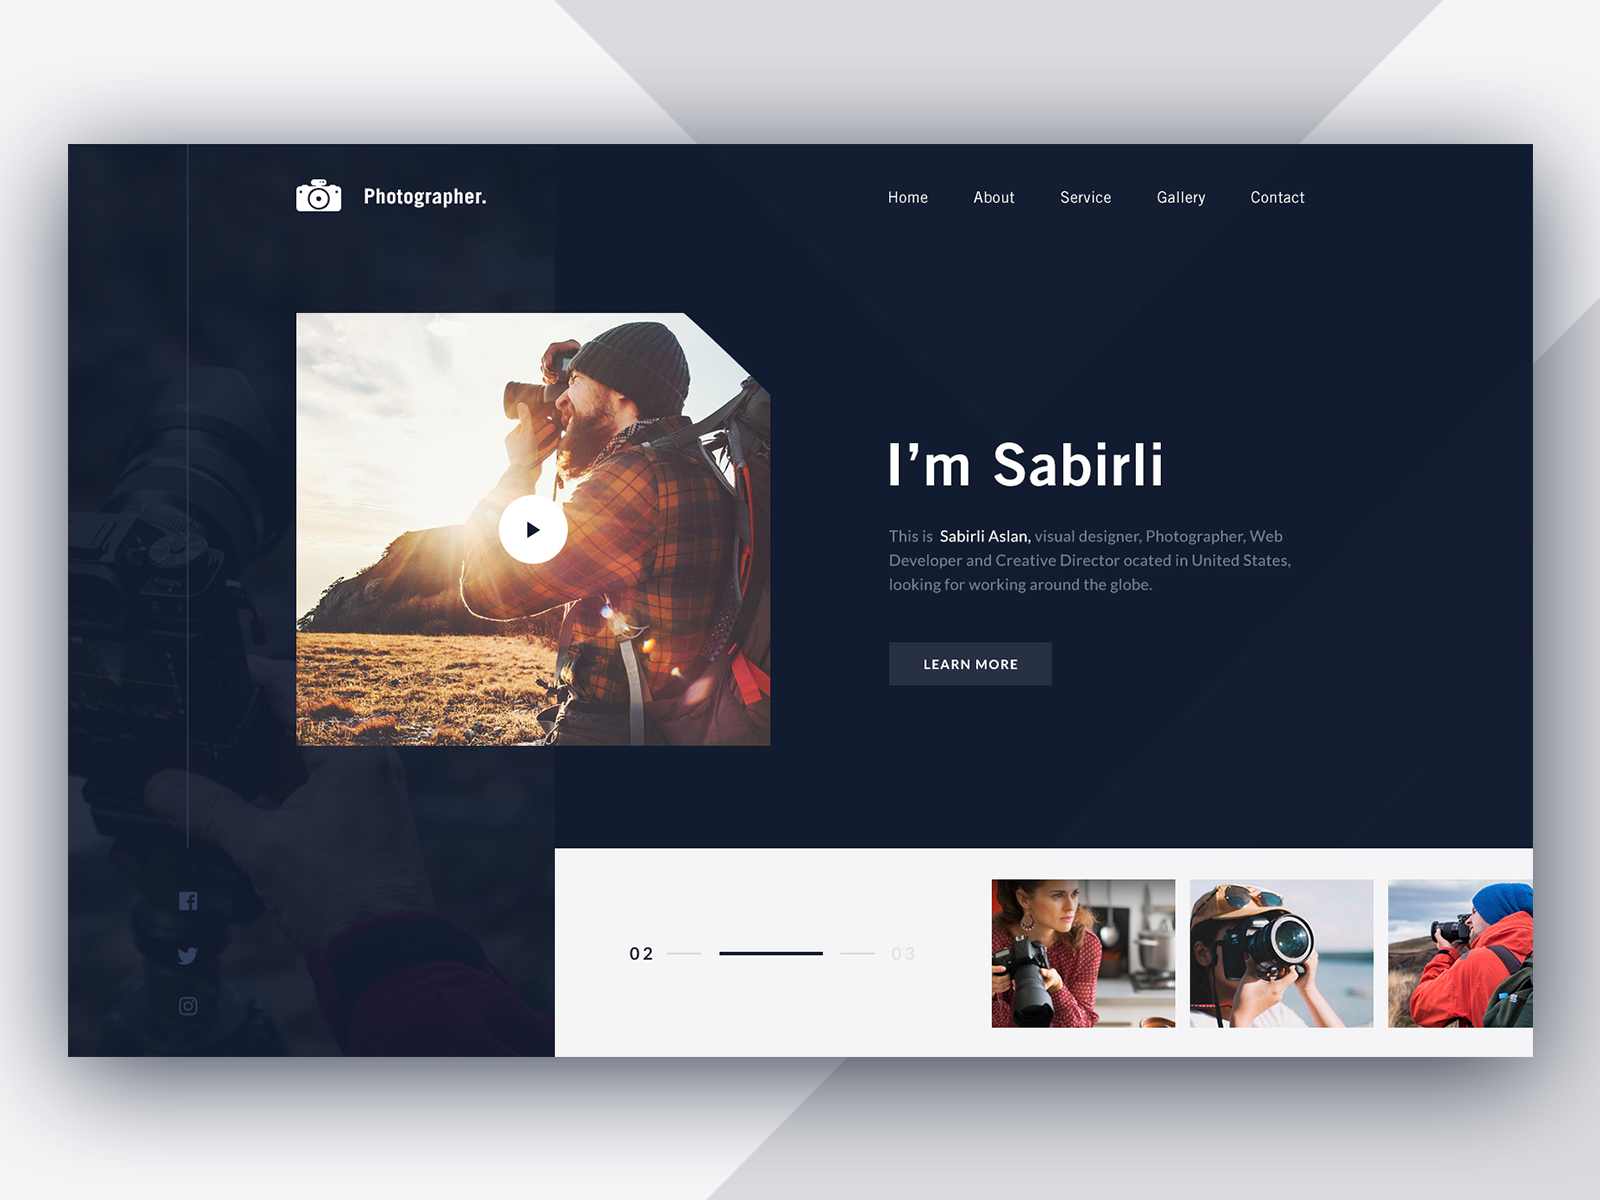 Photographer.
Home About Service Gallery Contact
I’m Sabirli
This is Sabirli Aslan, visual designer, Photographer, Web
Developer and Creative Director ocated in United States,
looking for working around the globe.
LEARN MORE
02 03